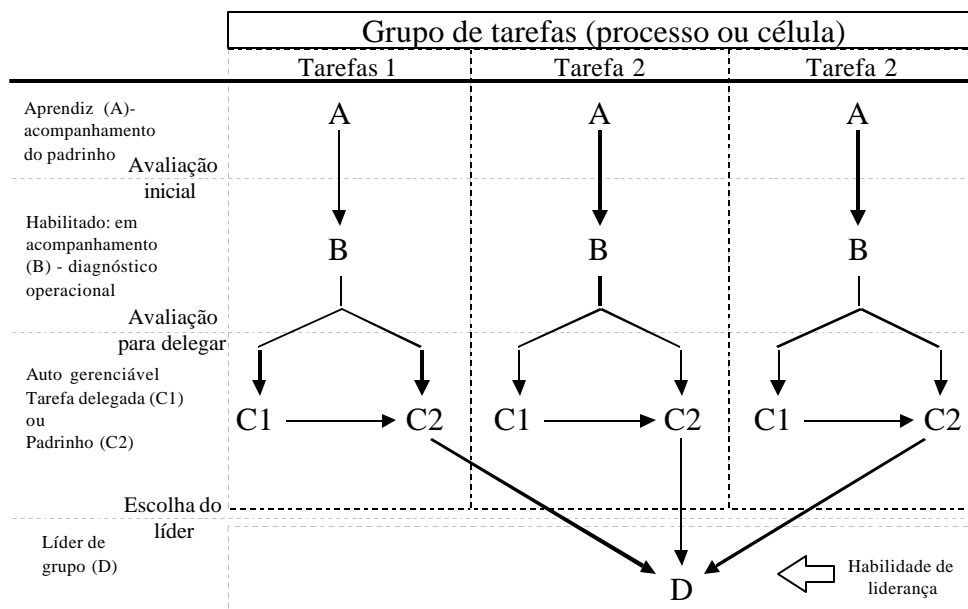 Grupo de tarefas (processo ou célula)
Tarefas 1
Tarefa 2
Tarefa 2
Aprendiz (A)-
acompanhamento
do padrinho
A
A
A
Avaliação
inicial
Habilitado: em
acompanhamento
(B) - diagnóstico
operacional
B
B
B
Avaliação
para delegar
Auto gerenciável
Tarefa delegada (C1)
ou
Padrinho (C2)
C1
C2
C1
C2
C1
C2
Escolha do
líder
Líder de
grupo (D)
D
Habilidade de
liderança